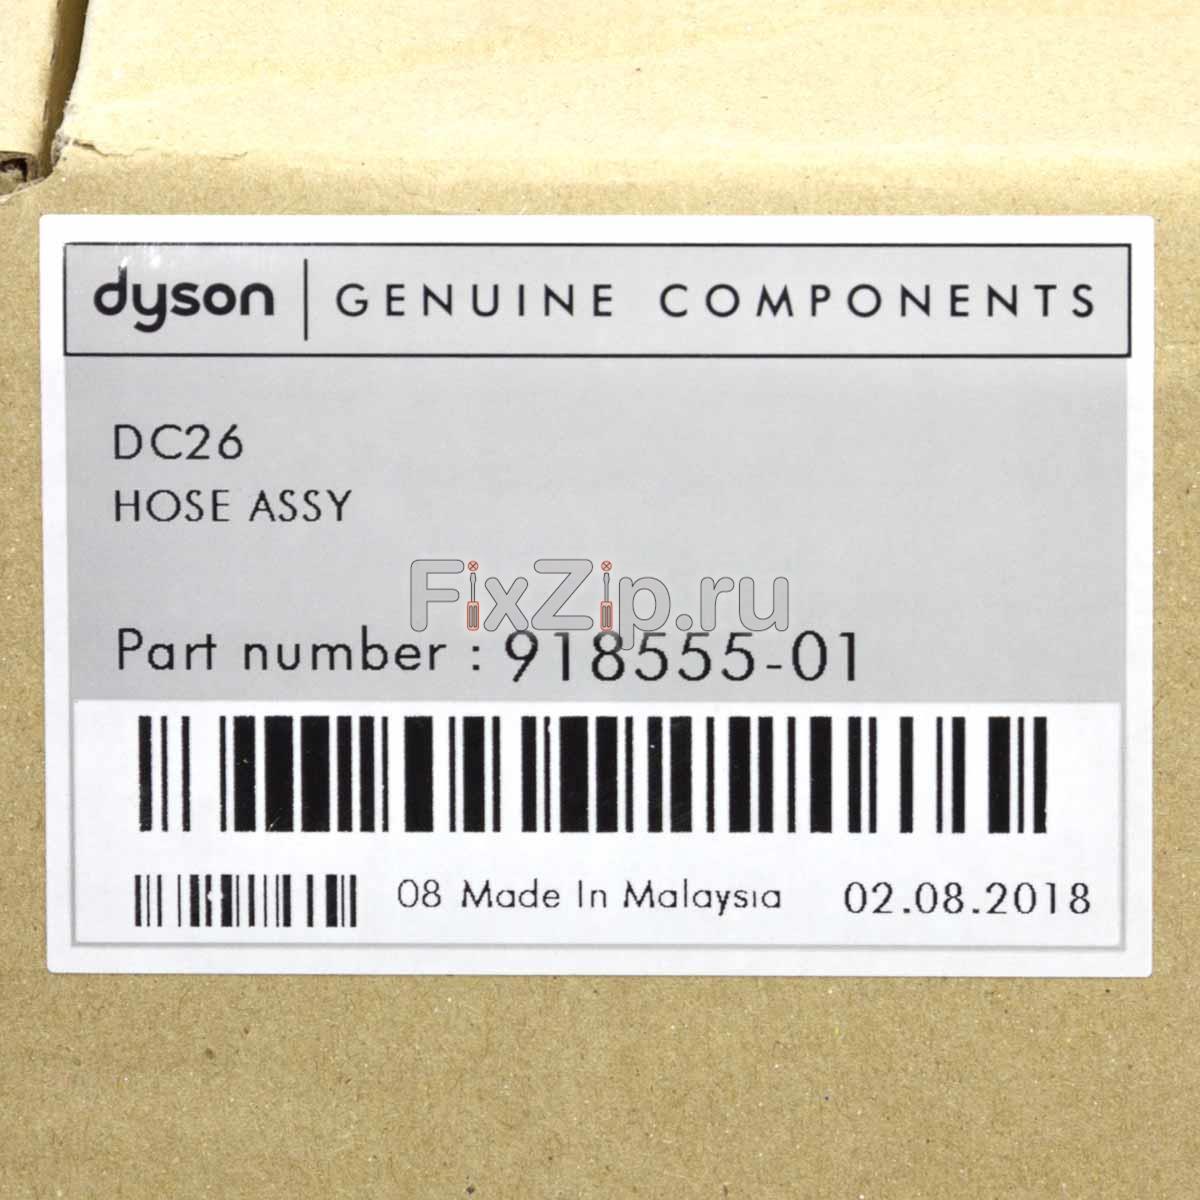 dyson GENUINE COMPONENTS
DC26
HOSE ASSY
FixZip.ru
Part number : 918555-01
08 Made In Malaysia 02.08.2018